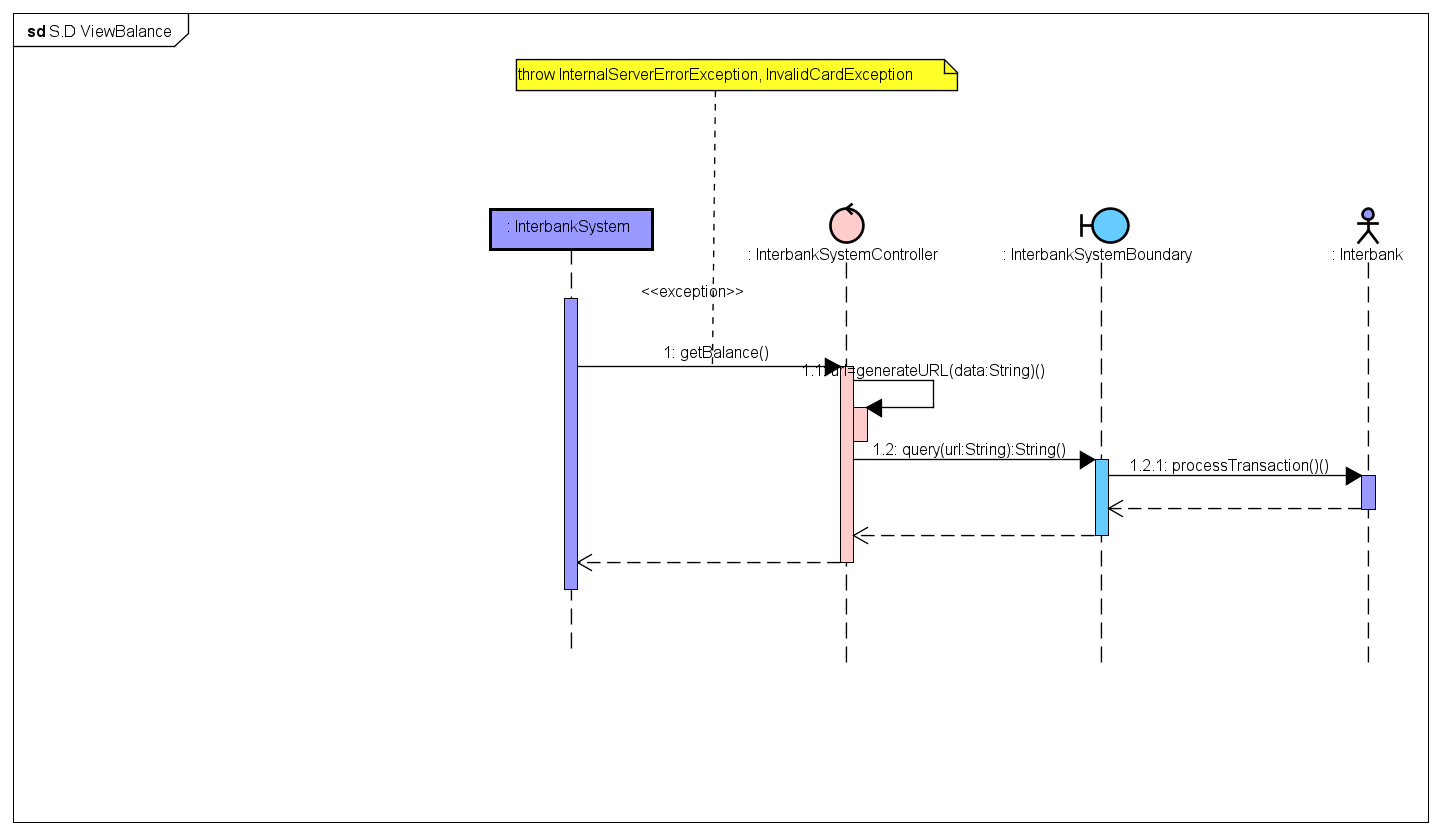 sd S.D ViewBalance
throw InternalServerErrorException, InvalidCardException
: InterbankSystem
: InterbankSystemController
: InterbankSystemBoundary
: Interbank
<<exception>>
1: getBalance()
1.1: url=generateURL(data:String)()
1.2: query(url:String):String()
1.2.1: processTransaction()()